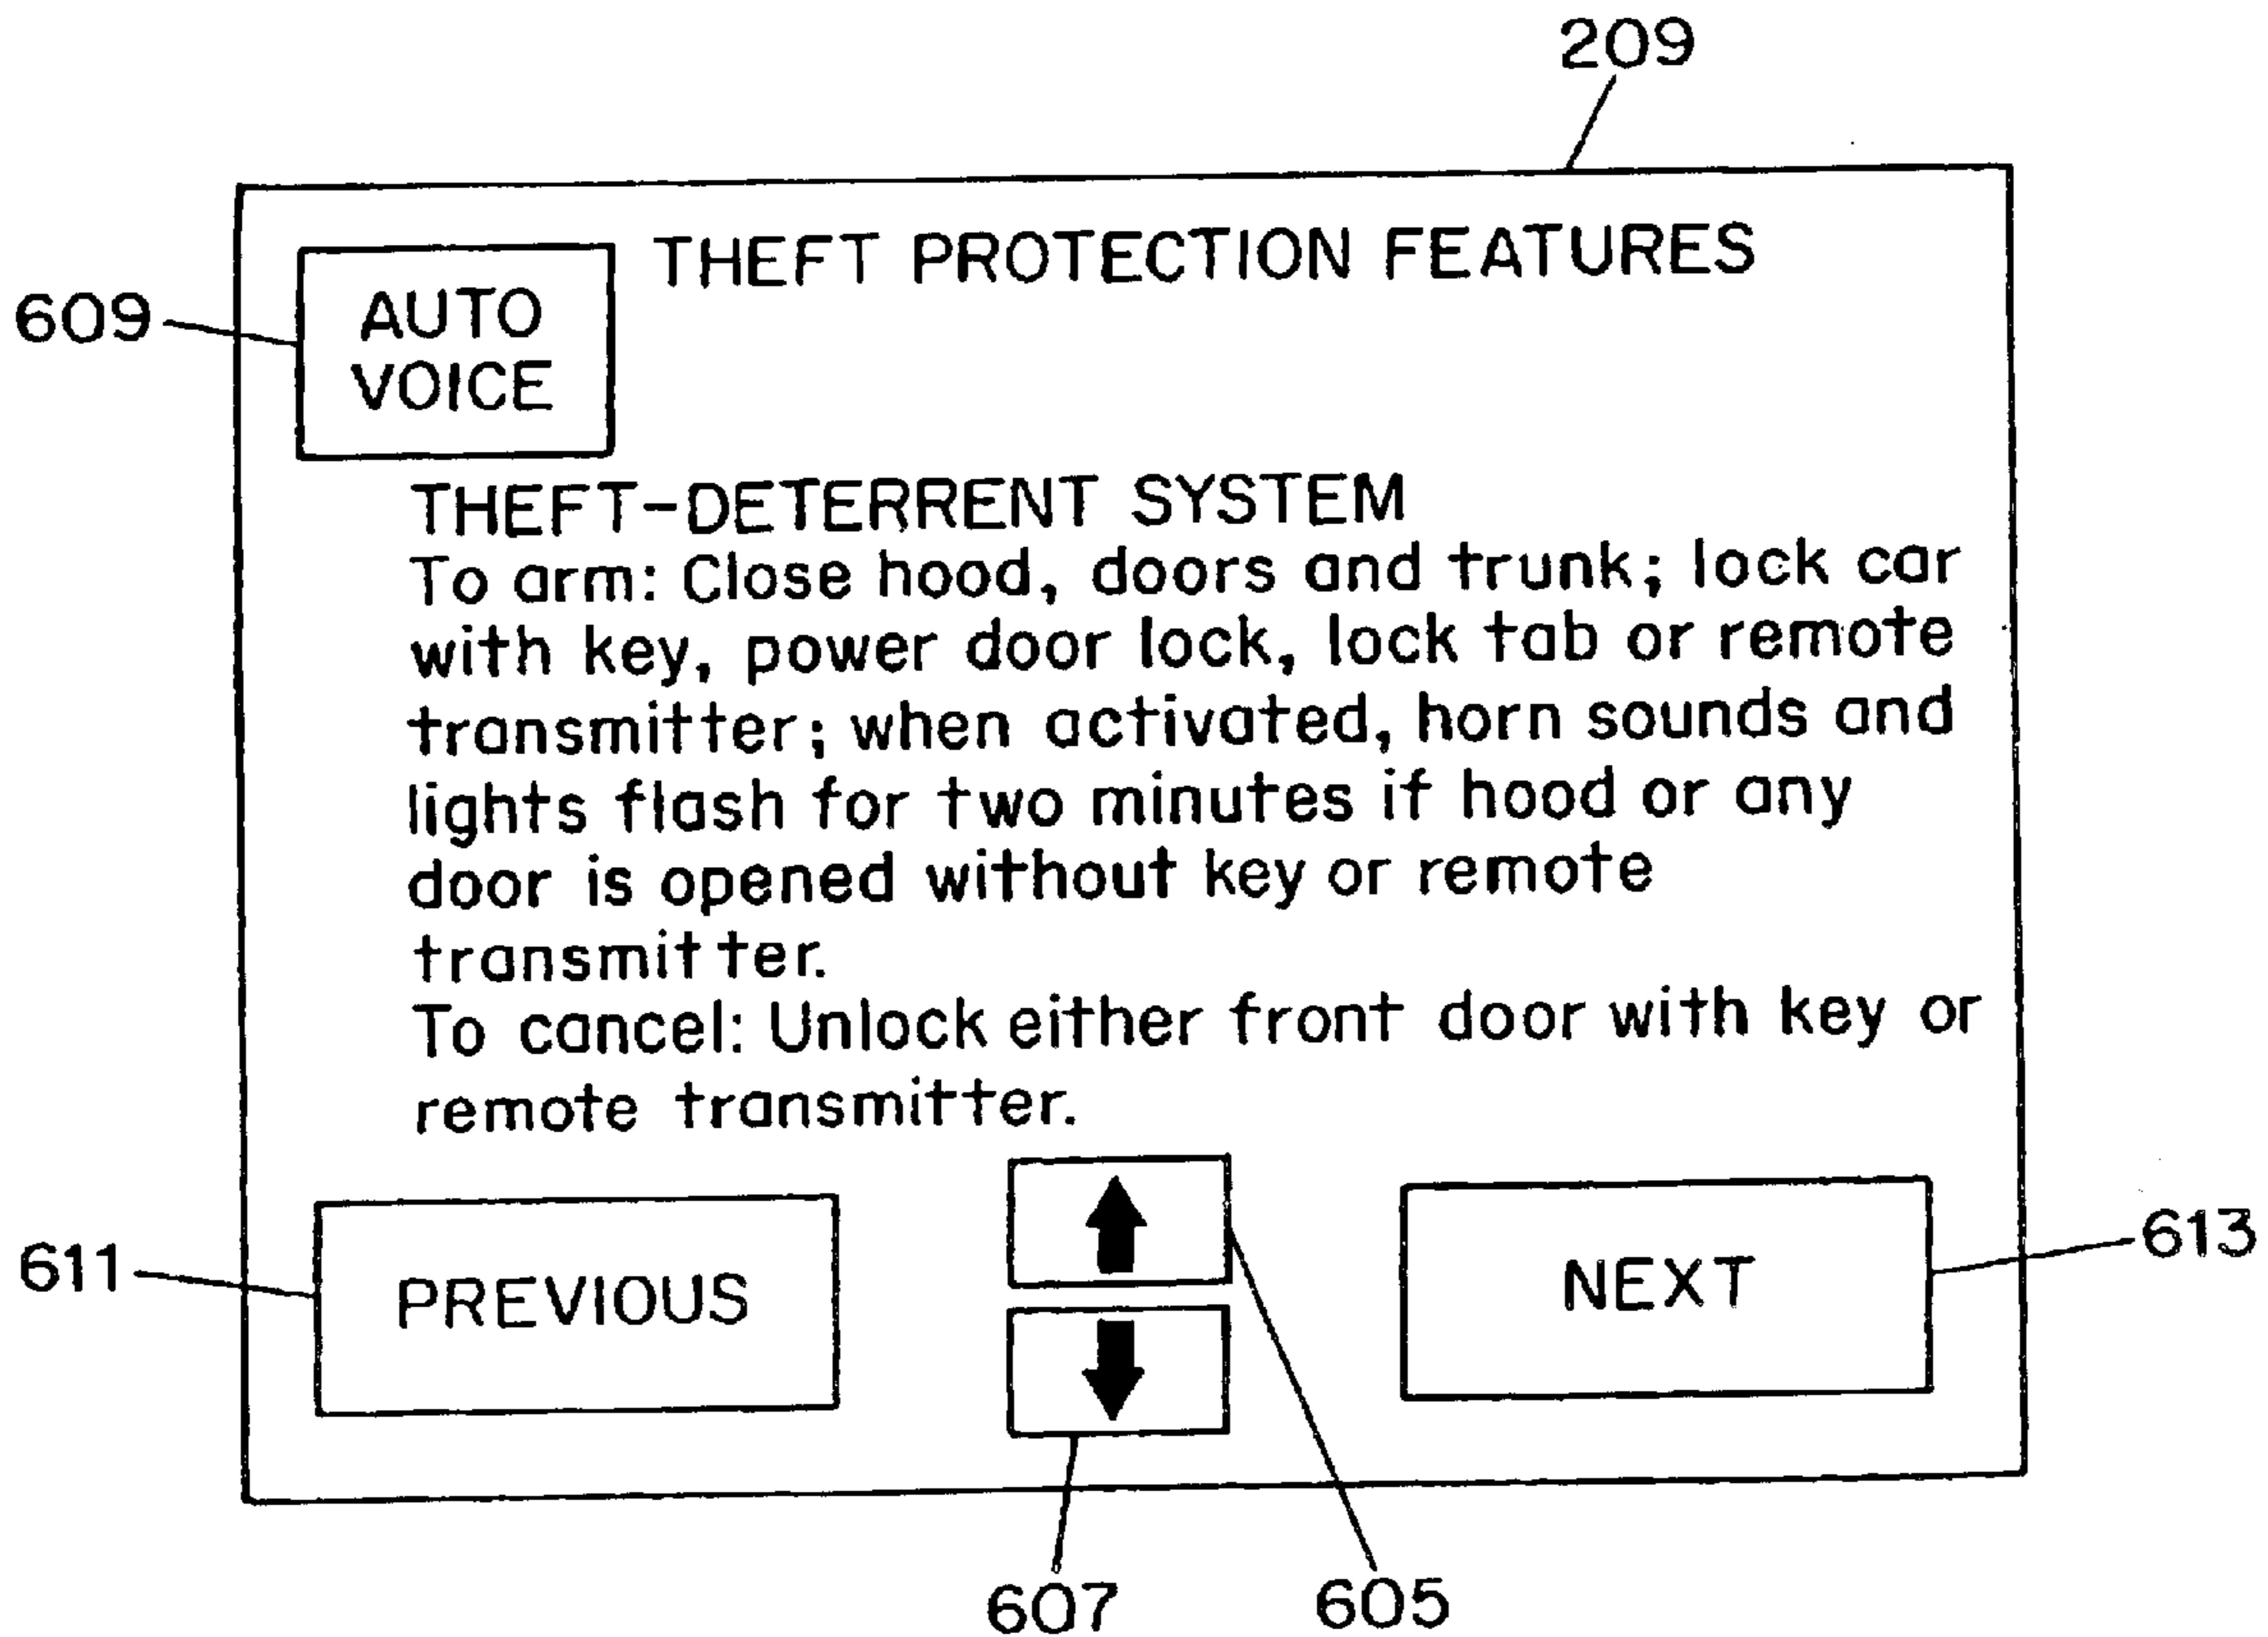 209
THEFT PROTECTION FEATURES
609
AUTO
VOICE
THEFT-DETERRENT SYSTEM
To arm: Close hood, doors and trunk; lock car
with key, power door lock, lock tab or remote
transmitter; when activated, horn sounds and
lights flash for two minutes if hood or any
door is opened without key or remote
transmitter.
To cancel: Unlock either front door with key or
remote transmitter.
611
PREVIOUS
NEXT
613
607
605